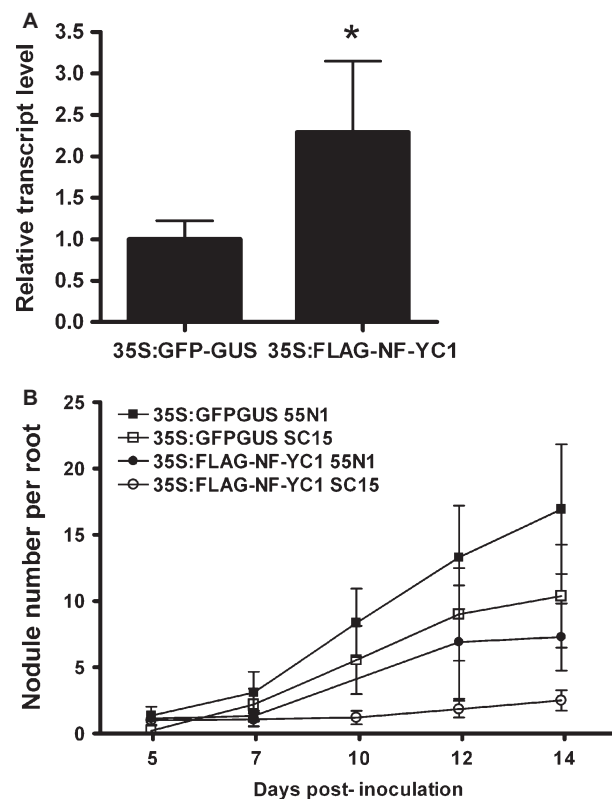 A
Relative transcript level
3.5
3.0
2.5
2.0
1.5
1.0
0.5
0.0
*
35S:GFP-GUS 35S:FLAG-NF-YC1
B
Nodule number per root
25
20
15
10
5
0
35S:GFPGUS 55N1
35S:GFPGUS SC15
35S:FLAG-NF-YC1 55N1
35S:FLAG-NF-YC1 SC15
5 7 10 12 14
Days post- inoculation